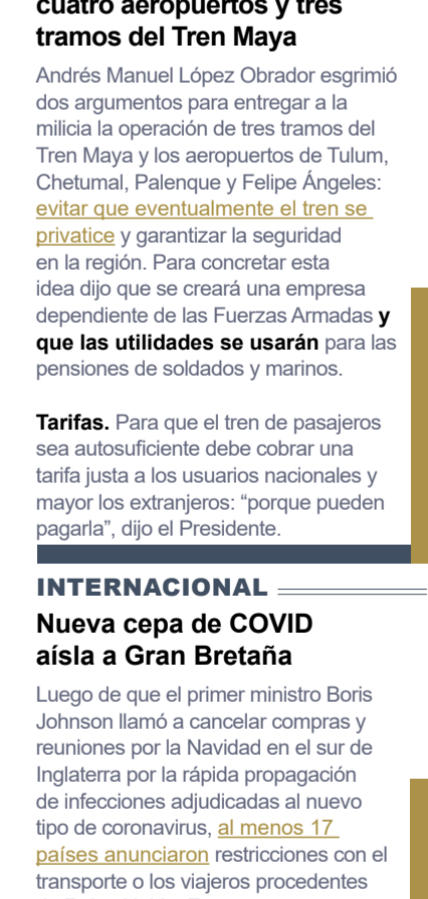 cuatro aeropuertos y tres
tramos del Tren Maya
Andrés Manuel López Obrador esgrimió
dos argumentos para entregar a la
milicia la operación de tres tramos del
Tren Maya y los aeropuertos de Tulum,
Chetumal, Palenque y Felipe Ángeles:
evitar que eventualmente el tren se
privatice y garantizar la seguridad
en la región. Para concretar esta
idea dijo que se creará una empresa
dependiente de las Fuerzas Armadas y
que las utilidades se usarán para las
pensiones de soldados y marinos.
Tarifas. Para que el tren de pasajeros
sea autosuficiente debe cobrar una
tarifa justa a los usuarios nacionales y
mayor los extranjeros: “porque pueden
pagarla”, dijo el Presidente.
INTERNACIONAL
Nueva cepa de COVID
aísla a Gran Bretaña
Luego de que el primer ministro Boris
Johnson llamó a cancelar compras y
reuniones por la Navidad en el sur de
Inglaterra por la rápida propagación
de infecciones adjudicadas al nuevo
tipo de coronavirus, al menos 17
países anunciaron restricciones con el
transporte o los viajeros procedentes